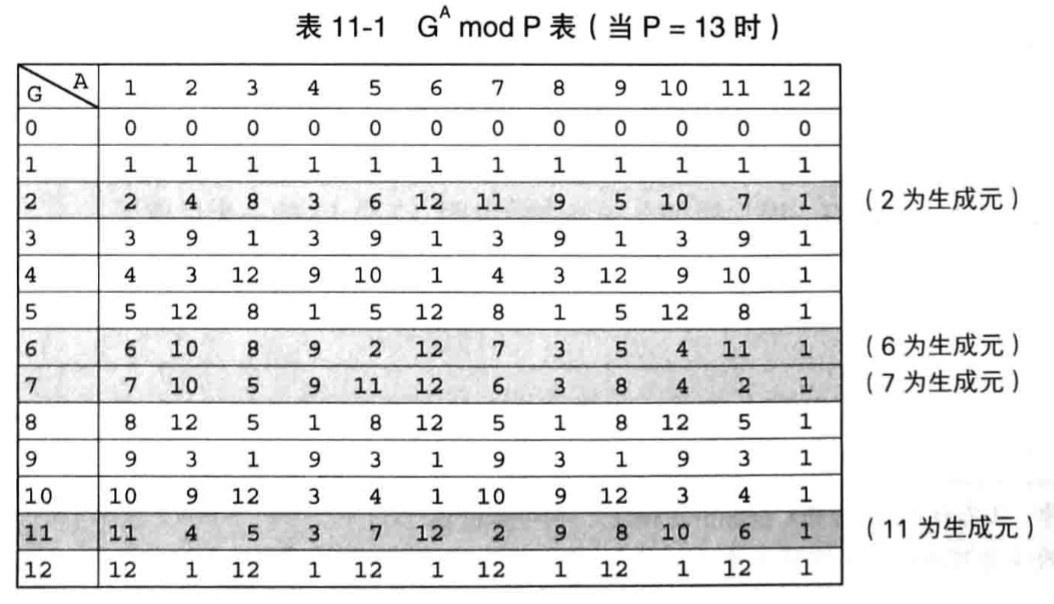 表 11-1 G^A mod P 表（当 P = 13 时）
G A 1 2 3 4 5 6 7 8 9 10 11 12
0 0 0 0 0 0 0 0 0 0 0 0 0
1 1 1 1 1 1 1 1 1 1 1 1 1
2 2 4 8 3 6 12 11 9 5 10 7 1 （2 为生成元）
3 3 9 1 3 9 1 3 9 1 3 9 1
4 4 3 12 9 10 1 4 3 12 9 10 1
5 5 12 8 1 5 12 8 1 5 12 8 1
6 6 10 8 9 2 12 7 3 5 4 11 1 （6 为生成元）
7 7 10 5 9 11 12 6 3 8 4 2 1 （7 为生成元）
8 8 12 5 1 8 12 5 1 8 12 5 1
9 9 3 1 9 3 1 9 3 1 9 3 1
10 10 9 12 3 4 1 10 9 12 3 4 1
11 11 4 5 3 7 12 2 9 8 10 6 1 （11 为生成元）
12 12 1 12 1 12 1 12 1 12 1 12 1